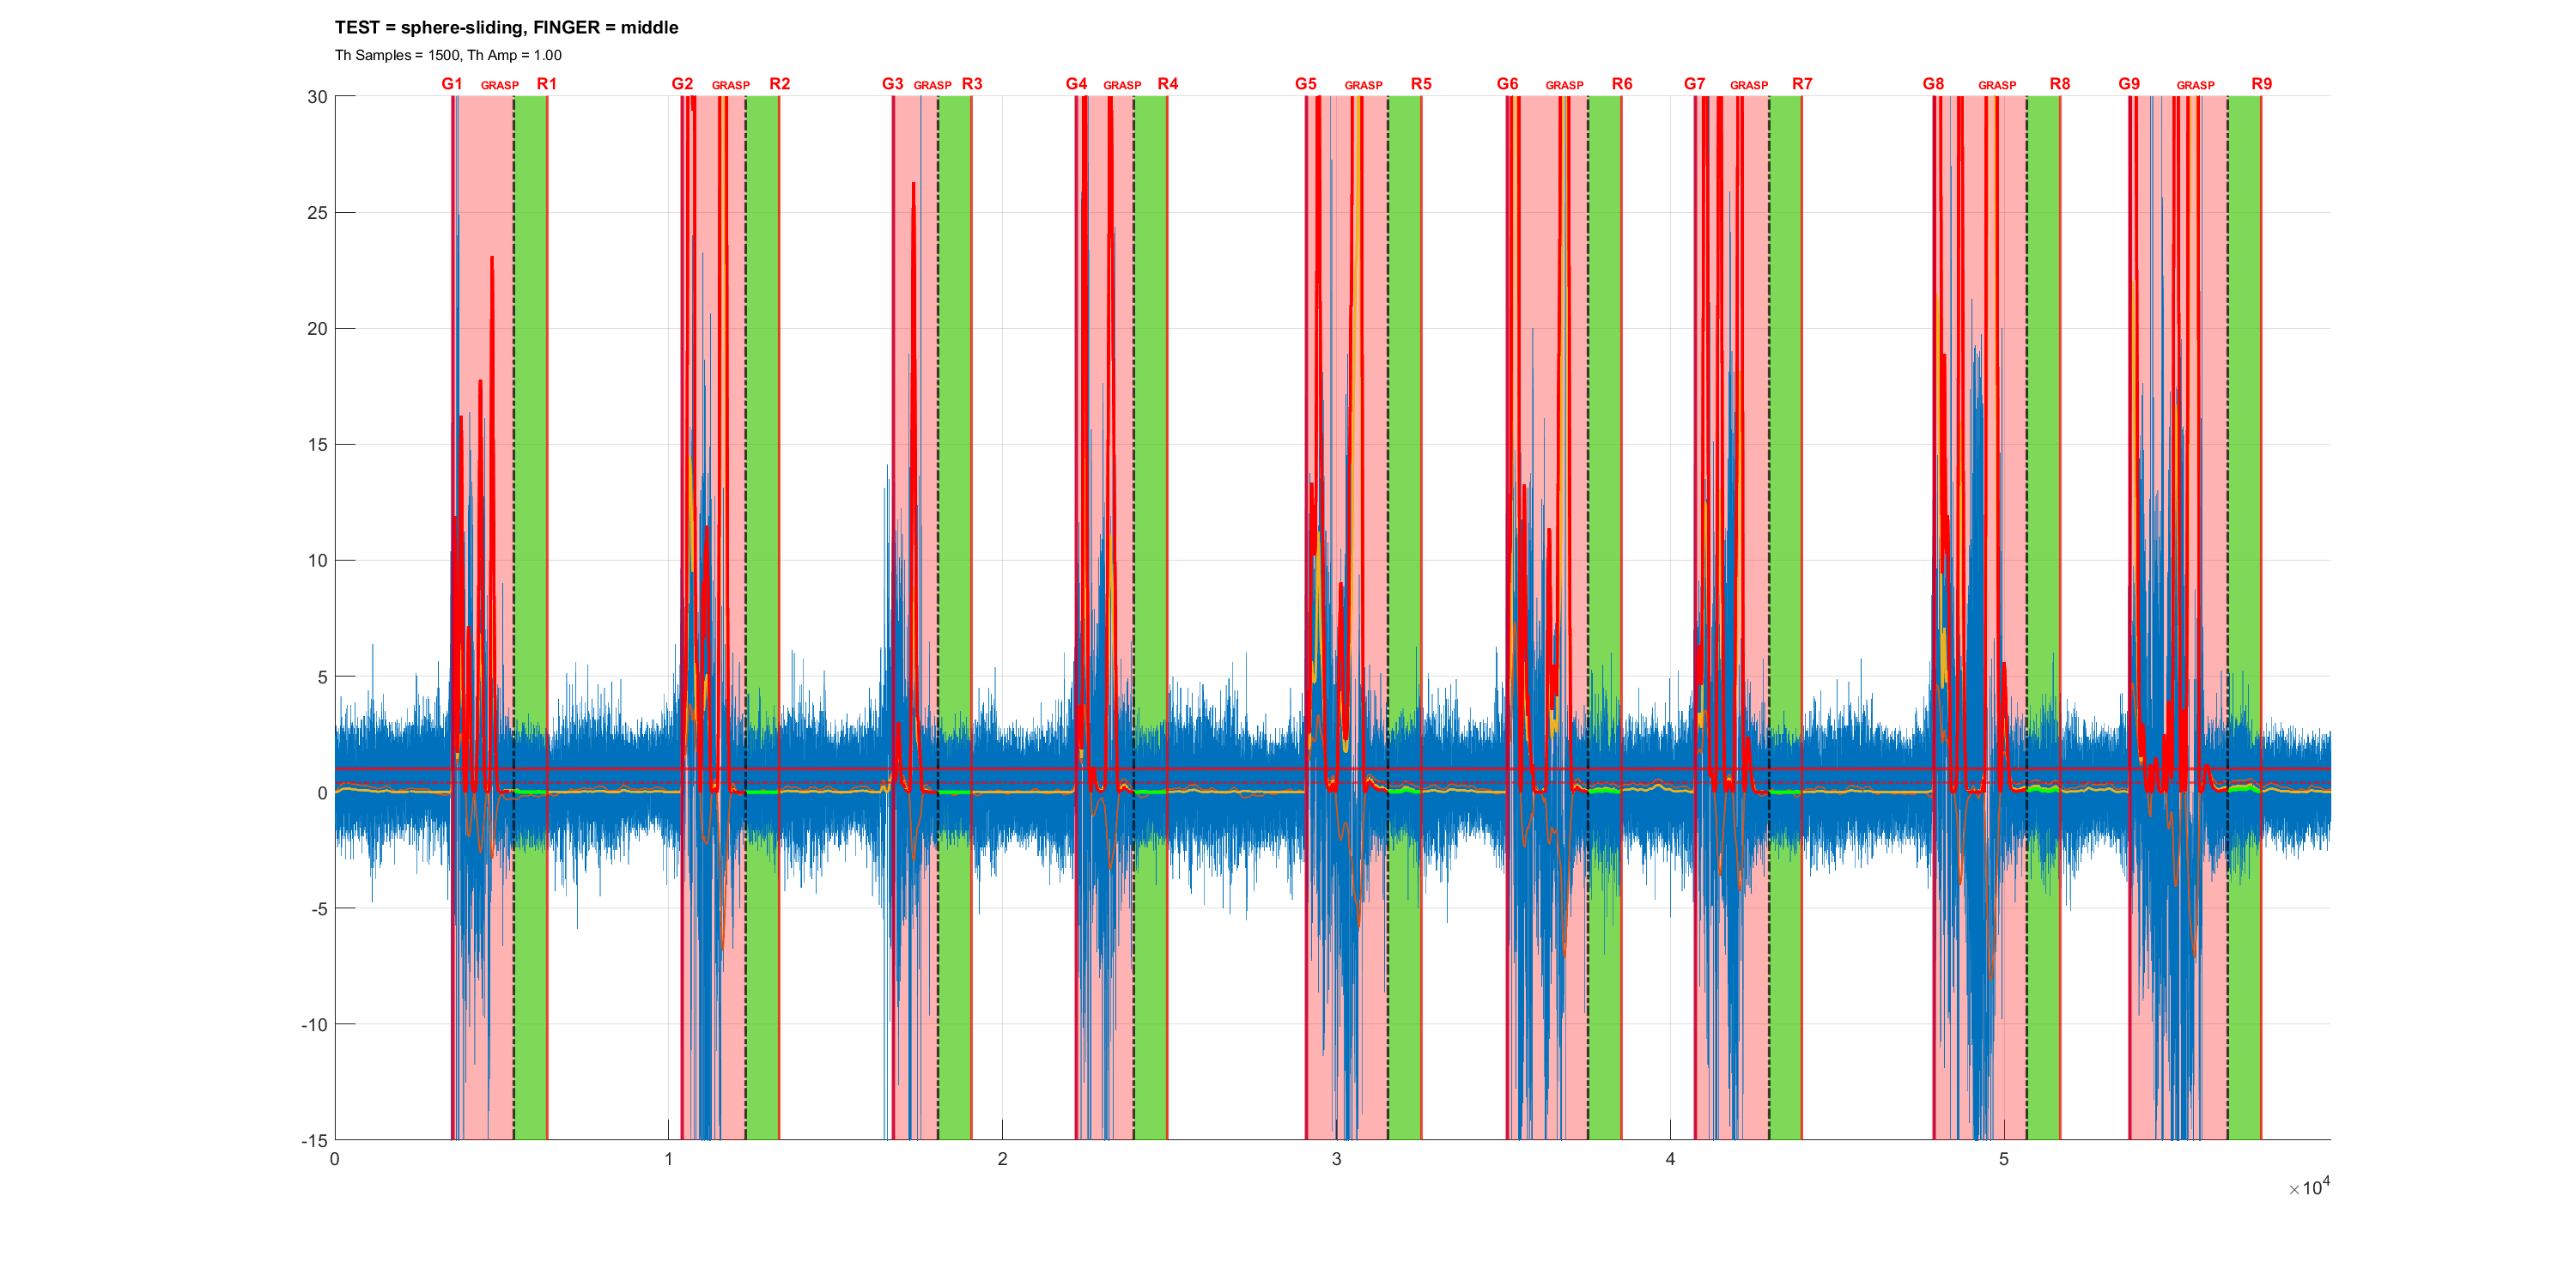 TEST = sphere-sliding, FINGER = middle
Th Samples = 1500, Th Amp = 1.00
G1 GRASP R1 G2 GRASP R2 G3 GRASP R3 G4 GRASP R4 G5 GRASP R5 G6 GRASP R6 G7 GRASP R7 G8 GRASP R8 G9 GRASP R9
30
25
20
15
10
5
0
-5
-10
-15
0 1 2 3 4 5
×10⁴